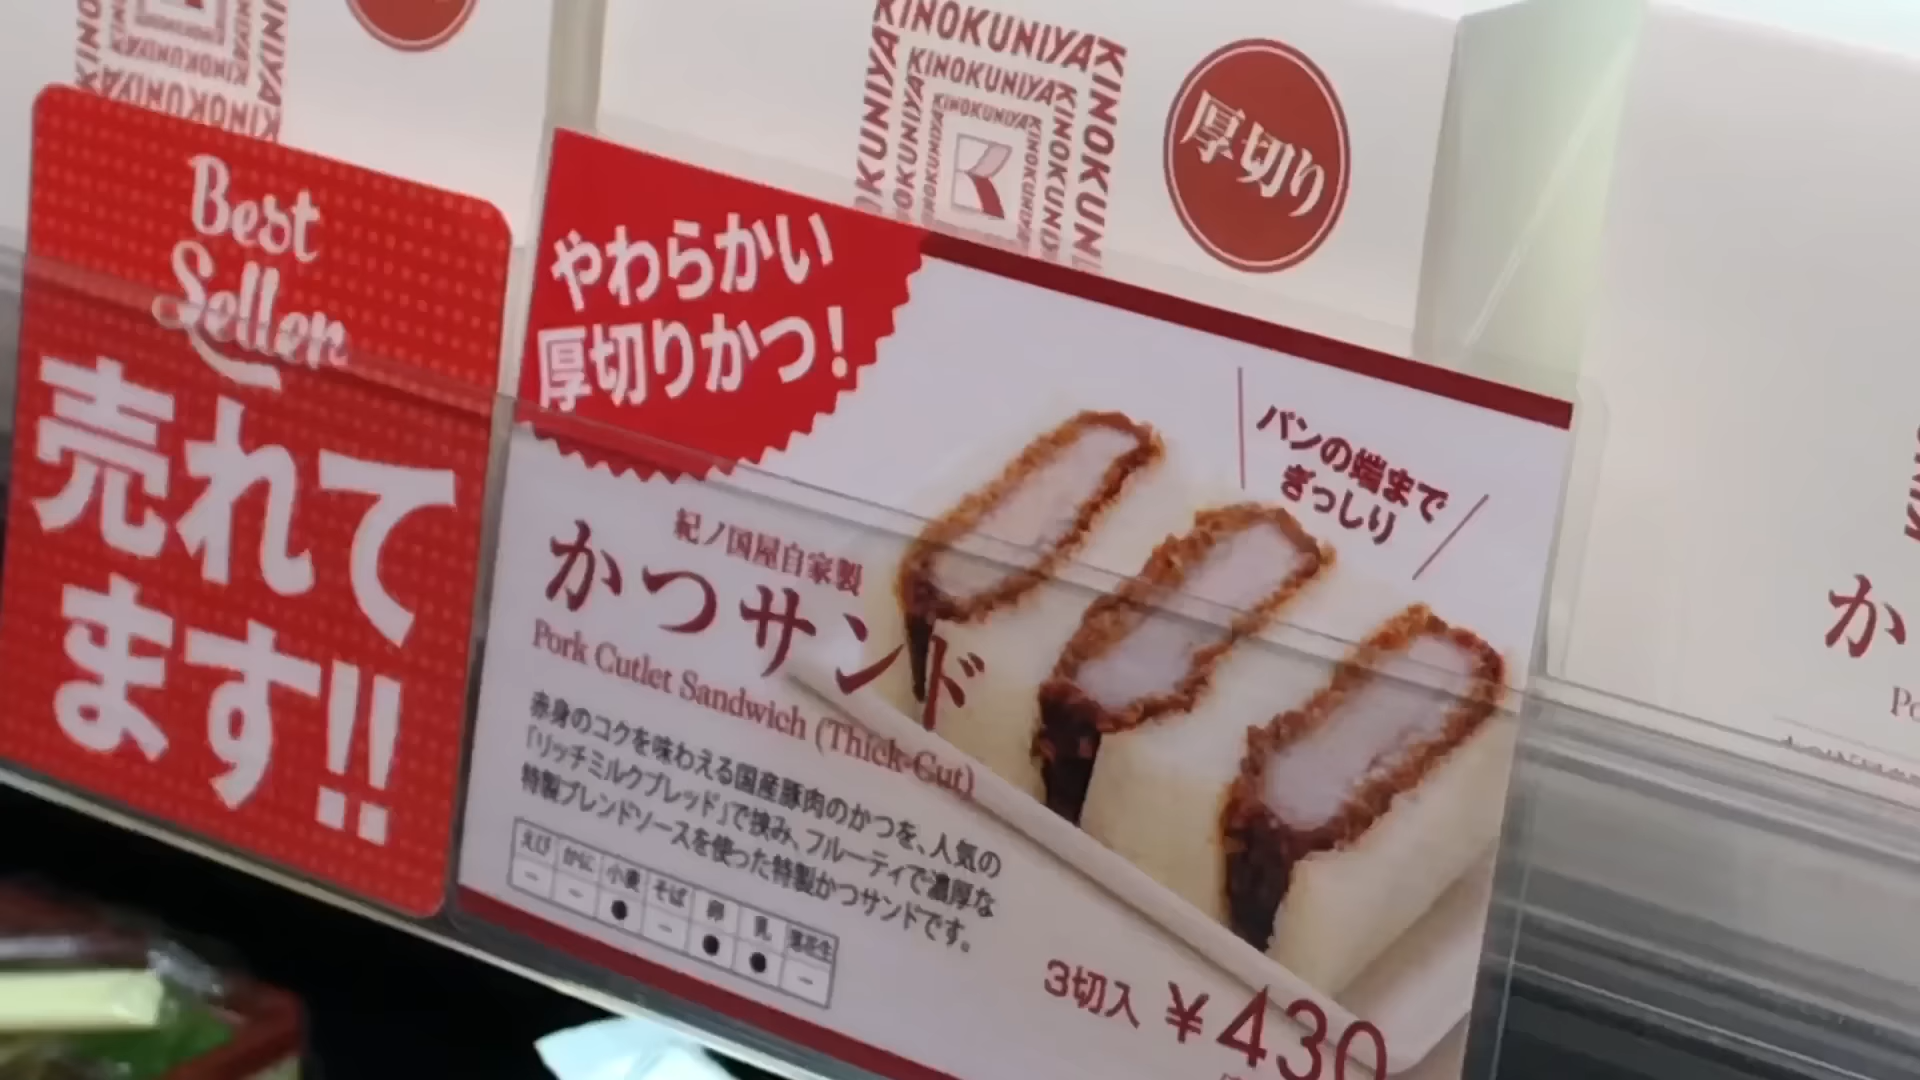 KINOKUNIYA
KINOKUNIYA
KINOKUNIYA
厚切り
Best
Seller
売れて
ます!!
やわらかい
厚切りかつ!
パンの端まで
ぎっしり
紀ノ国屋自家製
かつサンド
Pork Cutlet Sandwich (Thick-Cut)
赤身のコクを味わえる国産豚肉のかつを、人気の
「リッチミルクブレッド」で挟み、フルーティで濃厚な
特製ブレンドソースを使った特製かつサンドです。
えび かに 小麦 そば 卵 乳 落花生
- - ● - ● ● -
3切入 ¥430
か